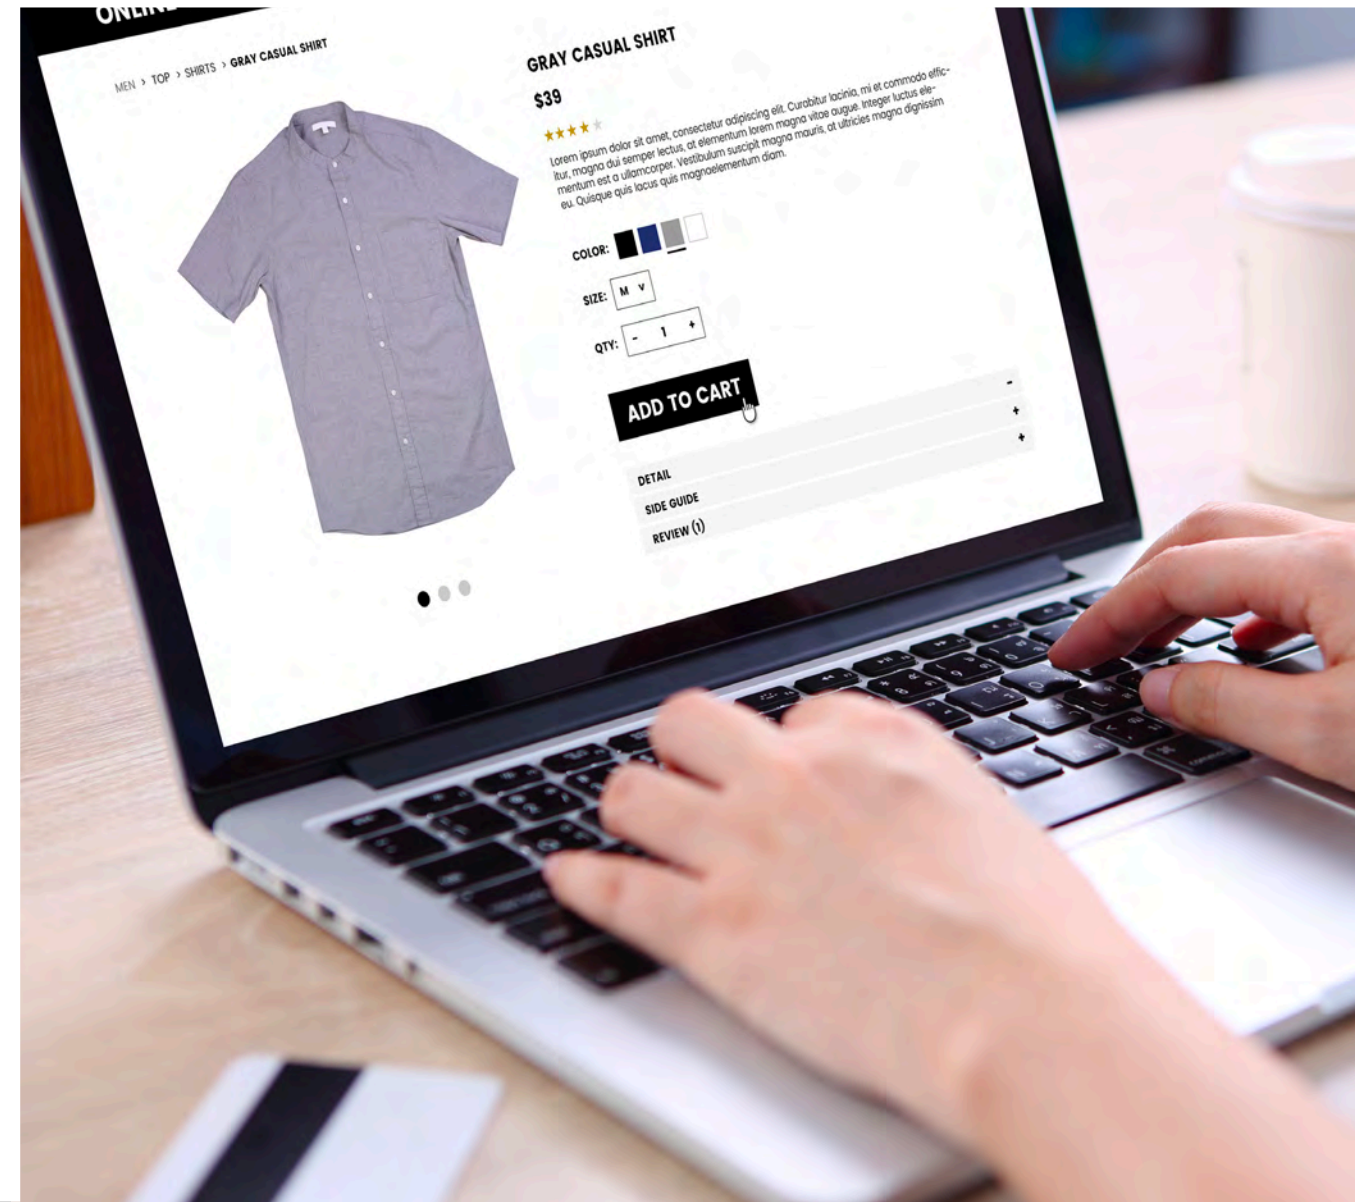 ONLINE
MEN > TOP > SHIRTS > GRAY CASUAL SHIRT
GRAY CASUAL SHIRT
$39
Lorem ipsum dolor sit amet, consectetur adipiscing elit. Curabitur lacinia, mi et commodo effic-
itur, magna dui semper lectus, at elementum lorem magna vitae augue. Integer luctus ele-
mentum est a ullamcorper. Vestibulum suscipit magna mauris, at ultricies magna dignissim
eu. Quisque quis lacus quis magnaelementum diam.
COLOR:
SIZE: M v
QTY: - 1 +
ADD TO CART
DETAIL -
SIDE GUIDE +
REVIEW (1) +